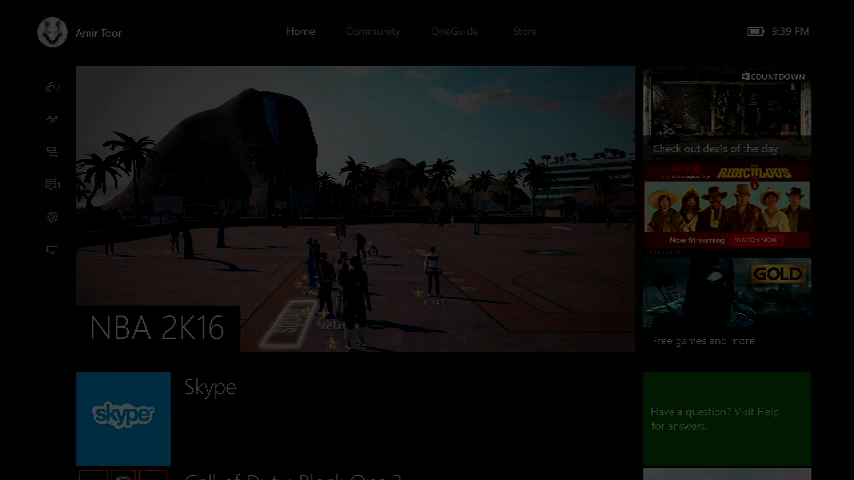 Amir Toor
Home
Community
OneGuide
Store
9:39 PM
COUNTDOWN
Check out deals of the day
RIDICULOUS
Now Streaming
WATCH NOW
NBA 2K16
GOLD
Free games and more
skype
Skype
Have a question? Visit Help
for answers.